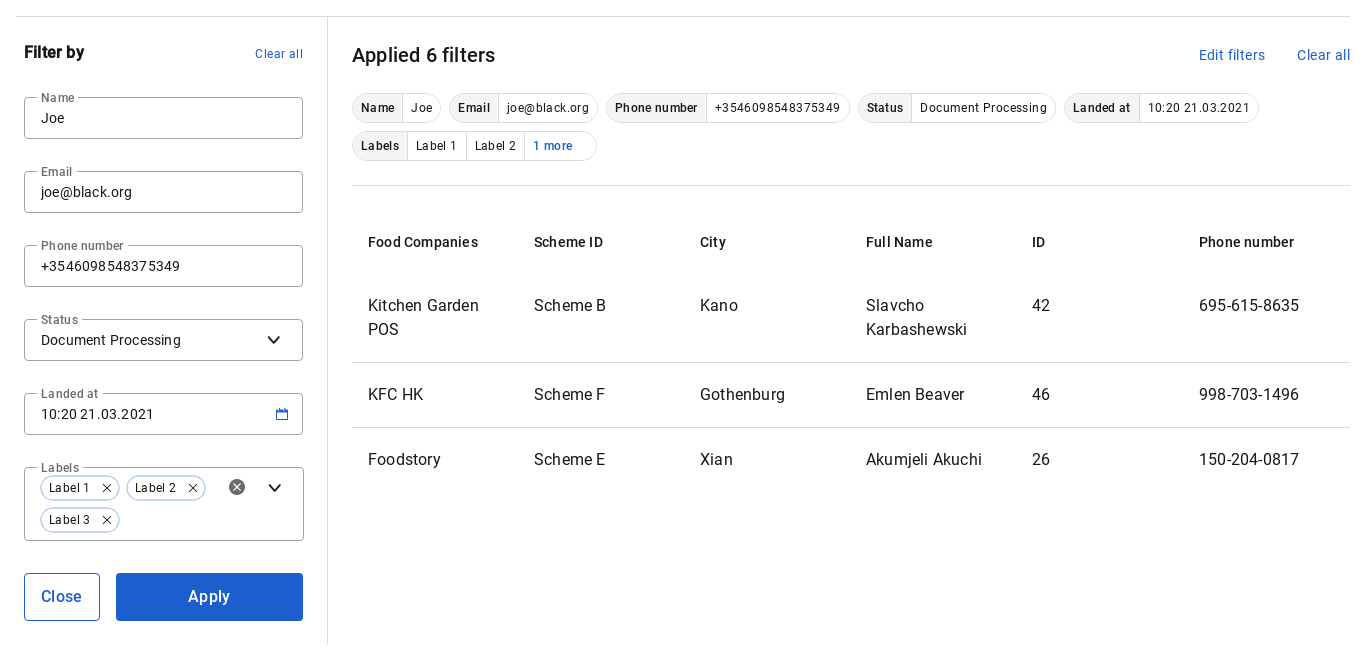 Filter by
Clear all
Name
Joe
Email
joe@black.org
Phone number
+3546098548375349
Status
Document Processing
Landed at
10:20 21.03.2021
Labels
Label 1
Label 2
Label 3
Close
Apply
Applied 6 filters
Edit filters
Clear all
Name Joe
Email joe@black.org
Phone number +3546098548375349
Status Document Processing
Landed at 10:20 21.03.2021
Labels Label 1 Label 2 1 more
Food Companies Scheme ID City Full Name ID Phone number
Kitchen Garden Scheme B Kano Slavcho 42 695-615-8635
POS Karbashewski
KFC HK Scheme F Gothenburg Emlen Beaver 46 998-703-1496
Foodstory Scheme E Xian Akumjeli Akuchi 26 150-204-0817